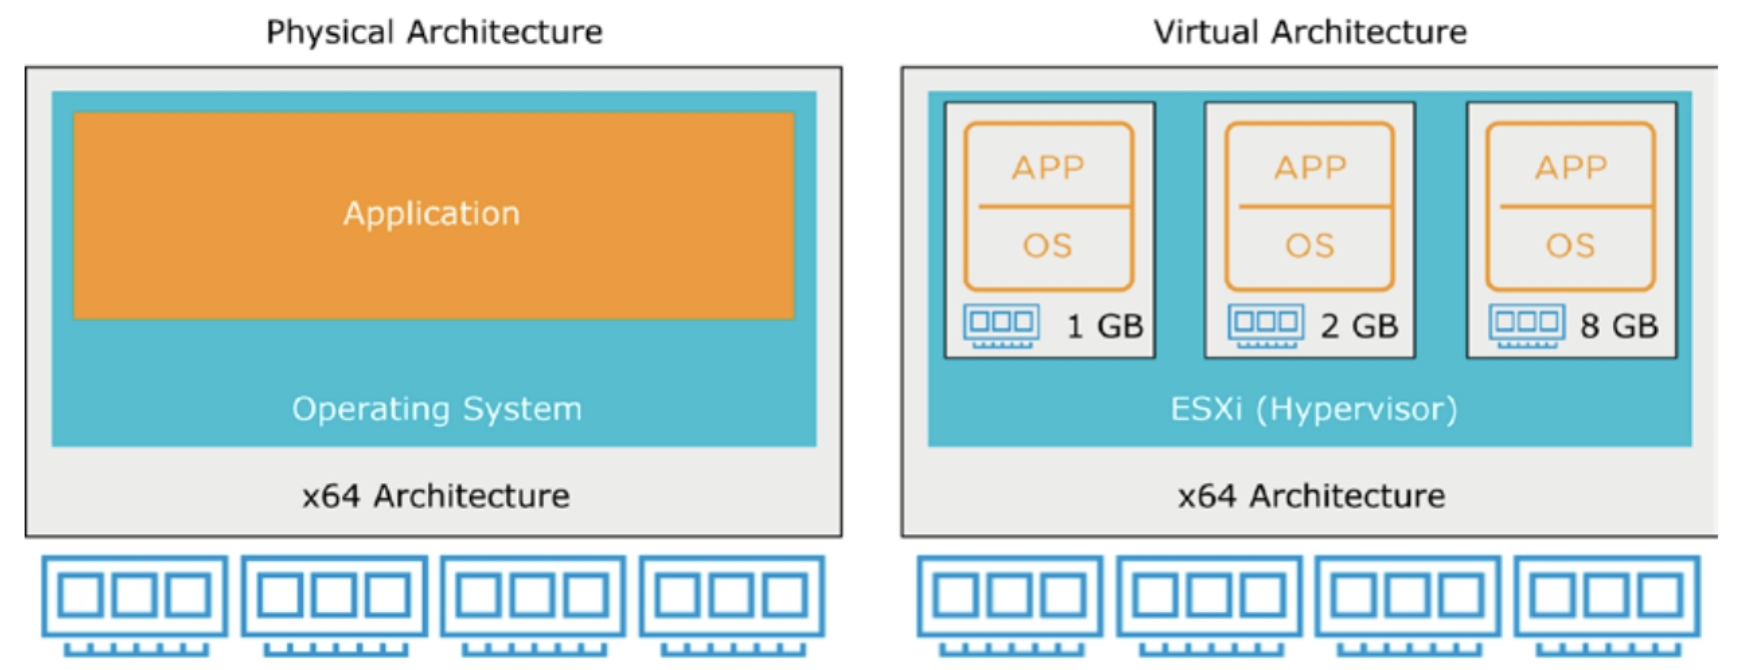 Physical Architecture
Application
Operating System
x64 Architecture
Virtual Architecture
APP
OS
1 GB
APP
OS
2 GB
APP
OS
8 GB
ESXi (Hypervisor)
x64 Architecture